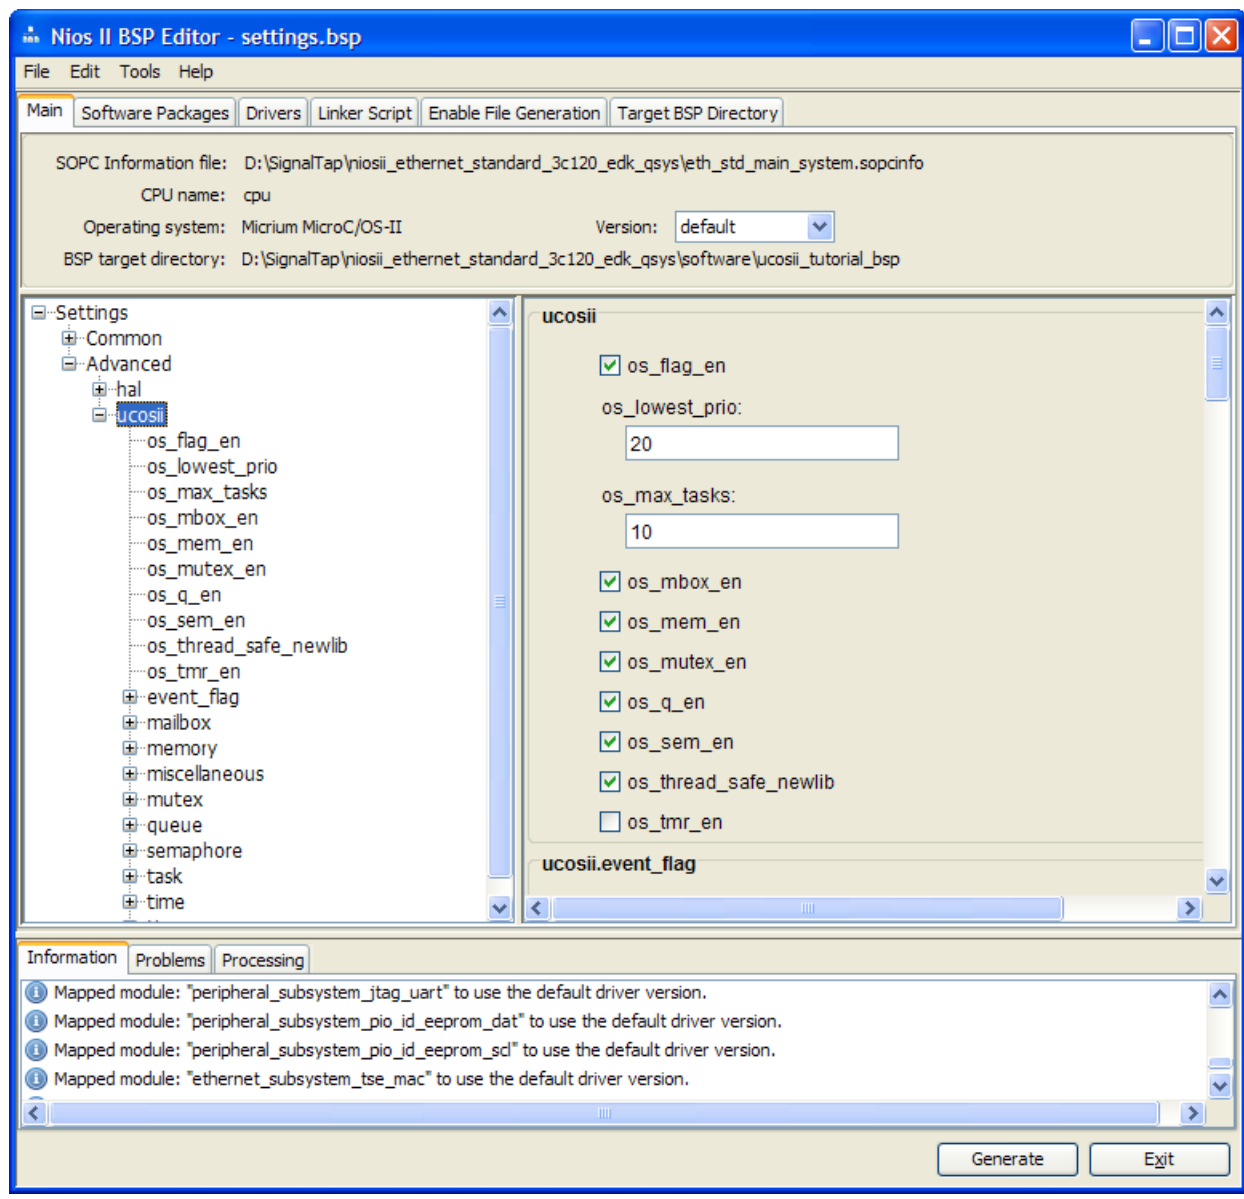 Nios II BSP Editor - settings.bsp
File Edit Tools Help
Main Software Packages Drivers Linker Script Enable File Generation Target BSP Directory
SOPC Information file: D:\SignalTap\niosii_ethernet_standard_3c120_edk_qsys\eth_std_main_system.sopcinfo
CPU name: cpu
Operating system: Micrium MicroC/OS-II Version: default
BSP target directory: D:\SignalTap\niosii_ethernet_standard_3c120_edk_qsys\software\ucosii_tutorial_bsp
Settings
Common
Advanced
hal
ucosii
os_flag_en
os_lowest_prio
os_max_tasks
os_mbox_en
os_mem_en
os_mutex_en
os_q_en
os_sem_en
os_thread_safe_newlib
os_tmr_en
event_flag
mailbox
memory
miscellaneous
mutex
queue
semaphore
task
time
ucosii
os_flag_en
os_lowest_prio:
20
os_max_tasks:
10
os_mbox_en
os_mem_en
os_mutex_en
os_q_en
os_sem_en
os_thread_safe_newlib
os_tmr_en
ucosii.event_flag
Information Problems Processing
Mapped module: "peripheral_subsystem_jtag_uart" to use the default driver version.
Mapped module: "peripheral_subsystem_pio_id_eeprom_dat" to use the default driver version.
Mapped module: "peripheral_subsystem_pio_id_eeprom_scl" to use the default driver version.
Mapped module: "ethernet_subsystem_tse_mac" to use the default driver version.
Generate Exit